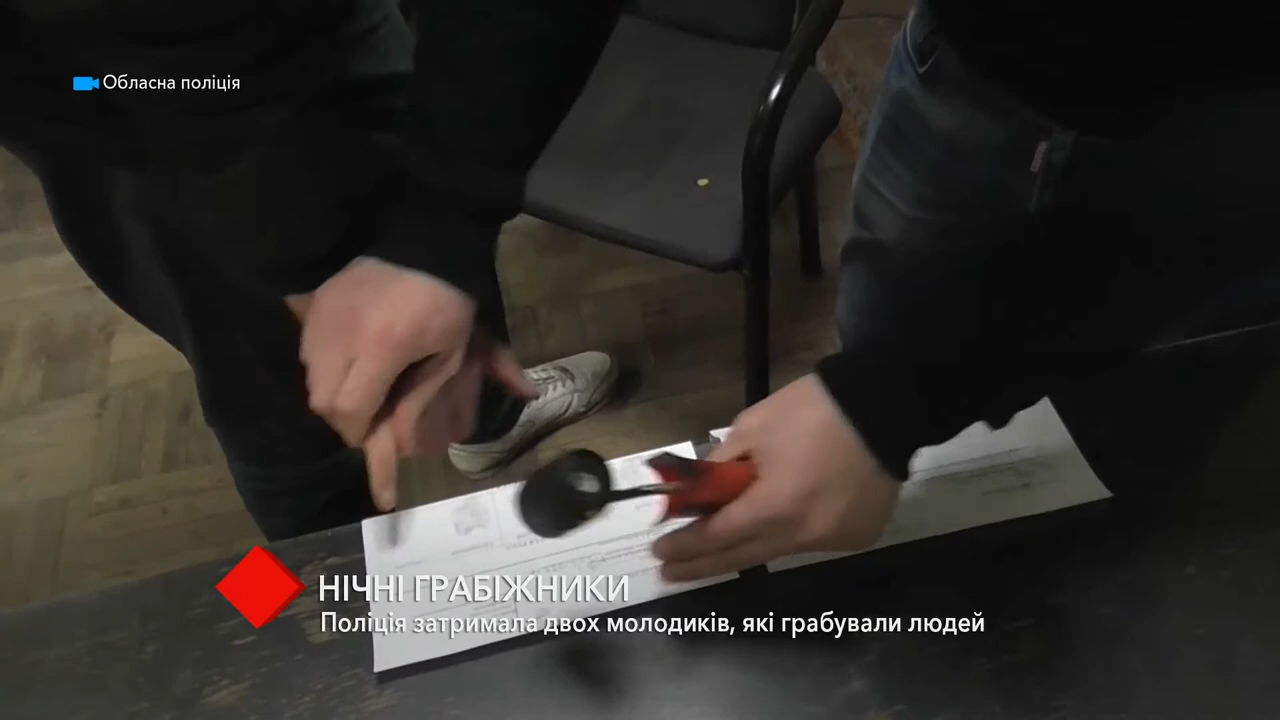 Обласна поліція
НІЧНІ ГРАБІЖНИКИ
Поліція затримала двох молодиків, які грабували людей